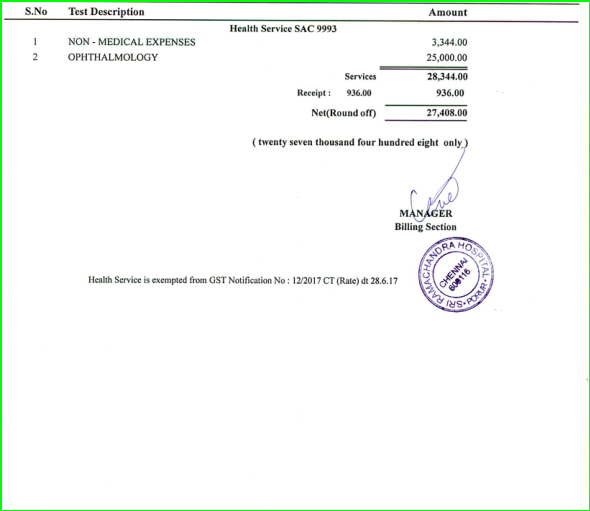 S.No Test Description Amount
Health Service SAC 9993
1 NON - MEDICAL EXPENSES 3,344.00
2 OPHTHALMOLOGY 25,000.00
Services 28,344.00
Receipt : 936.00 936.00
Net(Round off) 27,408.00
( twenty seven thousand four hundred eight only )
MANAGER
Billing Section
SRI RAMACHANDRA HOSPITAL • PORUR •
CHENNAI
600116
Health Service is exempted from GST Notification No : 12/2017 CT (Rate) dt 28.6.17